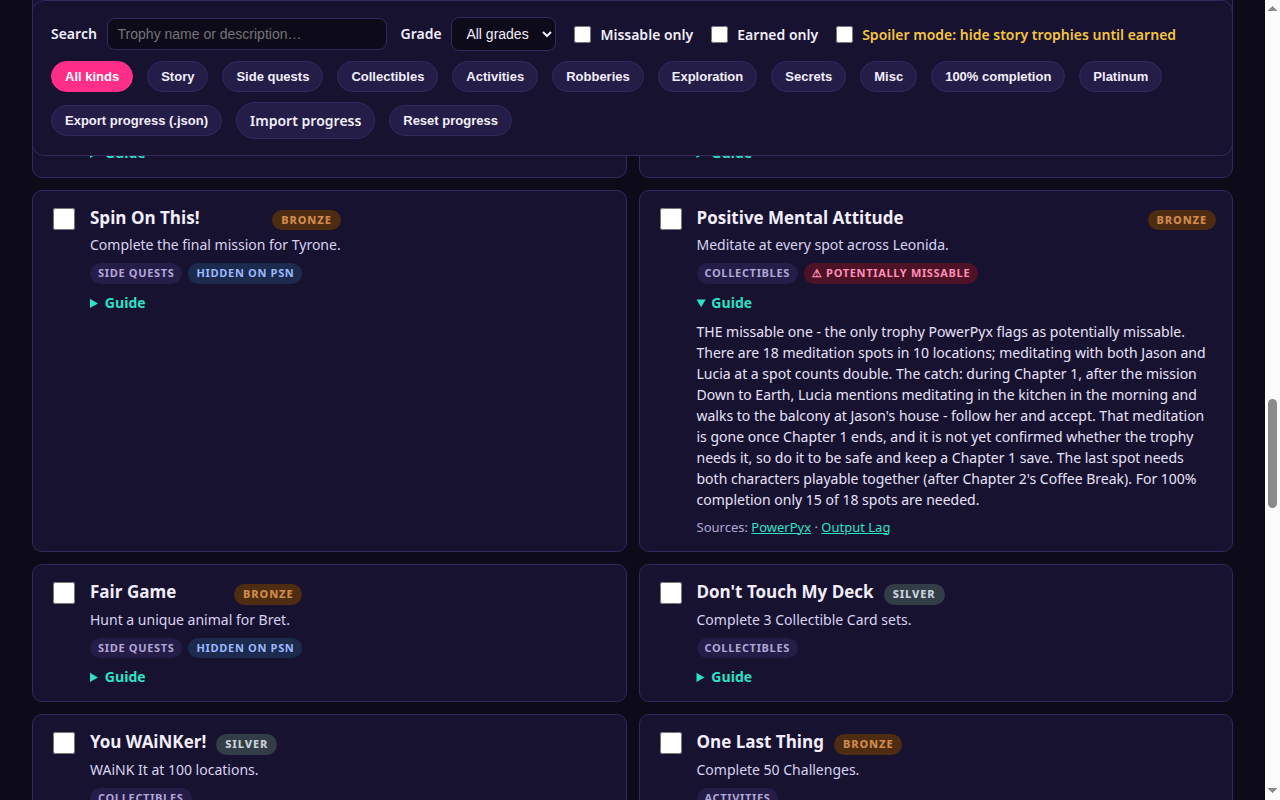 Search Trophy name or description… Grade All grades Missable only Earned only Spoiler mode: hide story trophies until earned
All kinds Story Side quests Collectibles Activities Robberies Exploration Secrets Misc 100% completion Platinum
Export progress (.json) Import progress Reset progress
Guide Guide
Spin On This! BRONZE
Complete the final mission for Tyrone.
SIDE QUESTS HIDDEN ON PSN
Guide
Positive Mental Attitude BRONZE
Meditate at every spot across Leonida.
COLLECTIBLES ⚠ POTENTIALLY MISSABLE
Guide
THE missable one - the only trophy PowerPyx flags as potentially missable.
There are 18 meditation spots in 10 locations; meditating with both Jason and
Lucia at a spot counts double. The catch: during Chapter 1, after the mission
Down to Earth, Lucia mentions meditating in the kitchen in the morning and
walks to the balcony at Jason's house - follow her and accept. That meditation
is gone once Chapter 1 ends, and it is not yet confirmed whether the trophy
needs it, so do it to be safe and keep a Chapter 1 save. The last spot needs
both characters playable together (after Chapter 2's Coffee Break). For 100%
completion only 15 of 18 spots are needed.
Sources: PowerPyx · Output Lag
Fair Game BRONZE
Hunt a unique animal for Bret.
SIDE QUESTS HIDDEN ON PSN
Guide
Don't Touch My Deck SILVER
Complete 3 Collectible Card sets.
COLLECTIBLES
Guide
You WAiNKer! SILVER
WAiNK It at 100 locations.
COLLECTIBLES
One Last Thing BRONZE
Complete 50 Challenges.
ACTIVITIES